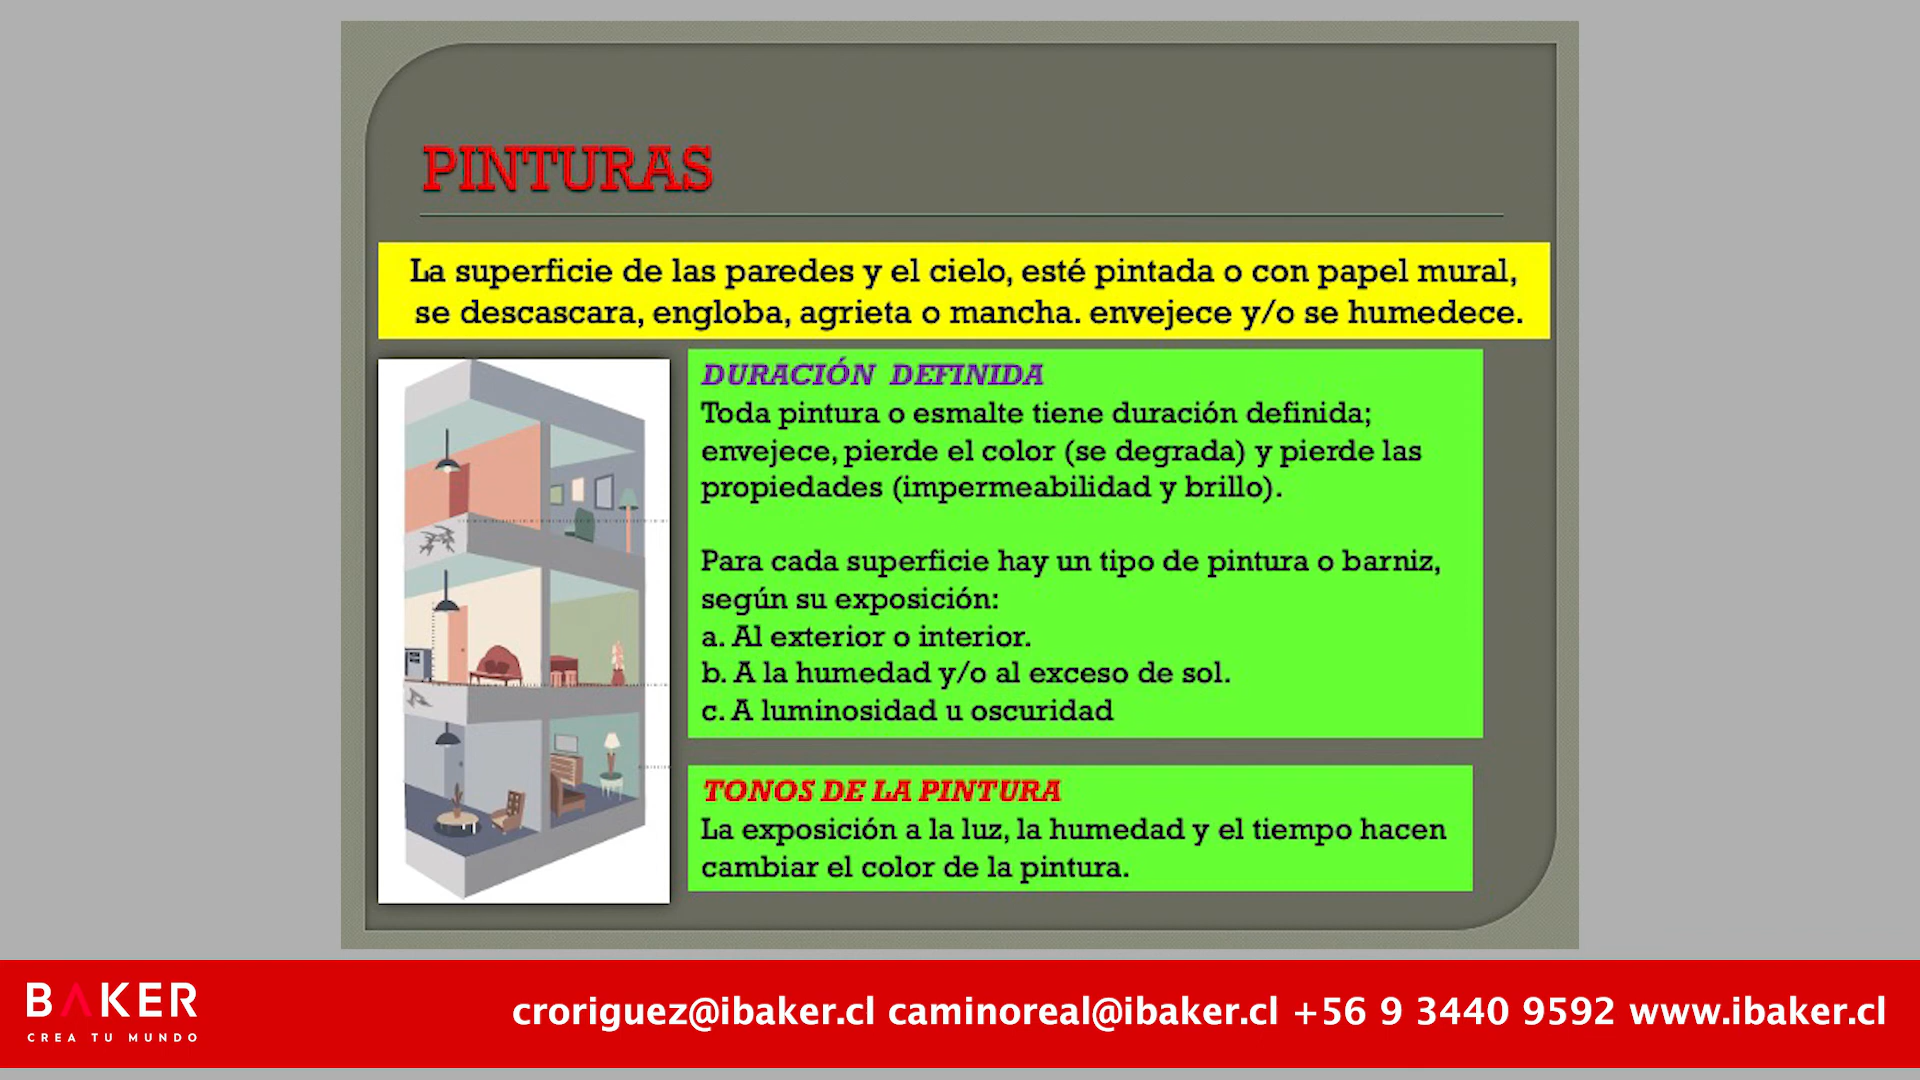 PINTURAS
La superficie de las paredes y el cielo, esté pintada o con papel mural,
se descascara, engloba, agrieta o mancha. envejece y/o se humedece.
DURACIÓN DEFINIDA
Toda pintura o esmalte tiene duración definida;
envejece, pierde el color (se degrada) y pierde las
propiedades (impermeabilidad y brillo).
Para cada superficie hay un tipo de pintura o barniz,
según su exposición:
a. Al exterior o interior.
b. A la humedad y/o al exceso de sol.
c. A luminosidad u oscuridad
TONOS DE LA PINTURA
La exposición a la luz, la humedad y el tiempo hacen
cambiar el color de la pintura.
BAKER
CREA TU MUNDO
croriguez@ibaker.cl caminoreal@ibaker.cl +56 9 3440 9592 www.ibaker.cl